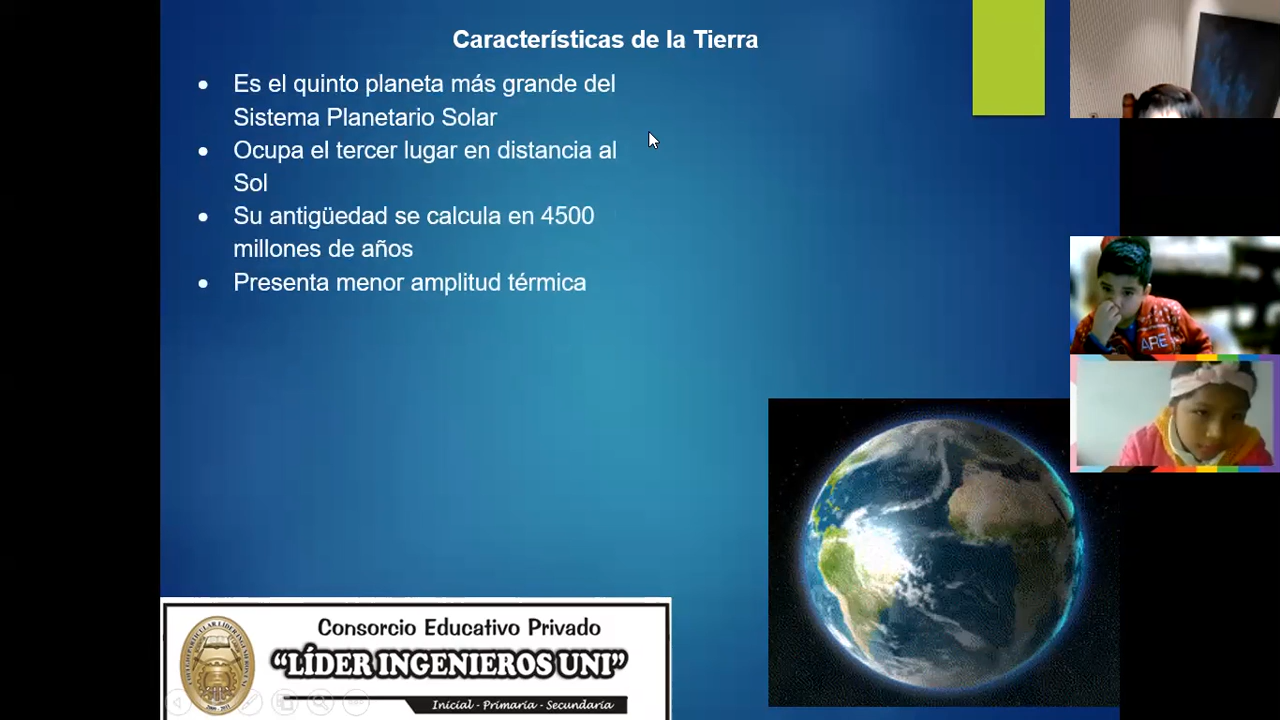 Características de la Tierra
Es el quinto planeta más grande del
Sistema Planetario Solar
Ocupa el tercer lugar en distancia al
Sol
Su antigüedad se calcula en 4500
millones de años
Presenta menor amplitud térmica
Consorcio Educativo Privado
“LÍDER INGENIEROS UNI”
Inicial - Primaria - Secundaria